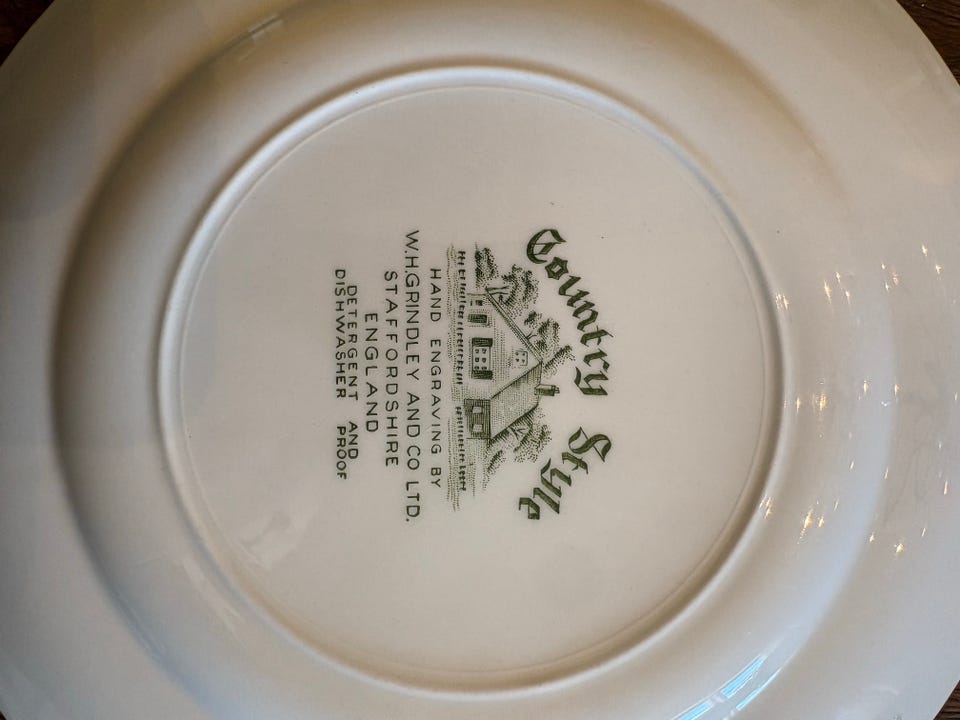 Country Style
HAND ENGRAVING BY
W.H.GRINDLEY AND CO LTD.
STAFFORDSHIRE
ENGLAND
DETERGENT AND
DISHWASHER PROOF